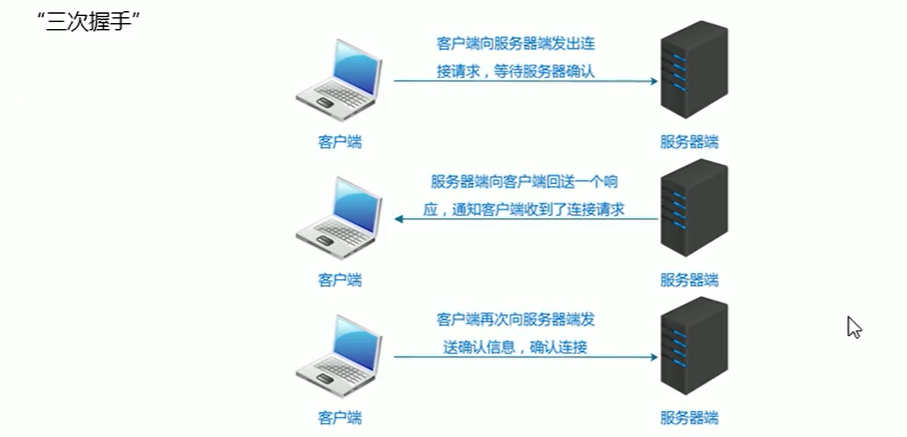 “三次握手”
客户端向服务器端发出连
接请求，等待服务器确认
客户端
服务器端
服务器端向客户端回送一个响
应，通知客户端收到了连接请求
客户端
服务器端
客户端再次向服务器端发
送确认信息，确认连接
客户端
服务器端